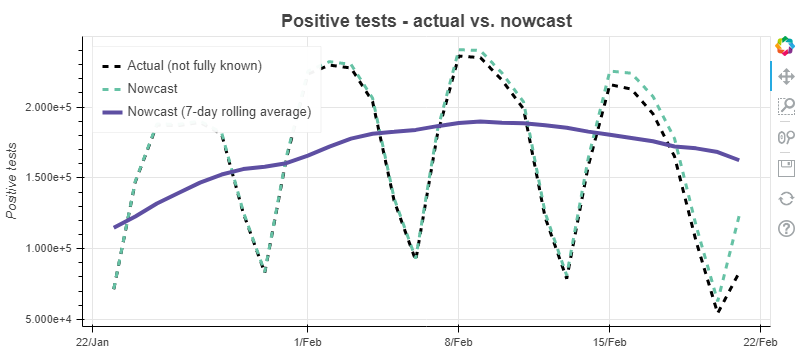 Positive tests - actual vs. nowcast
Actual (not fully known)
Nowcast
Nowcast (7-day rolling average)
Positive tests
2.000e+5
1.500e+5
1.000e+5
5.000e+4
22/Jan
1/Feb
8/Feb
15/Feb
22/Feb